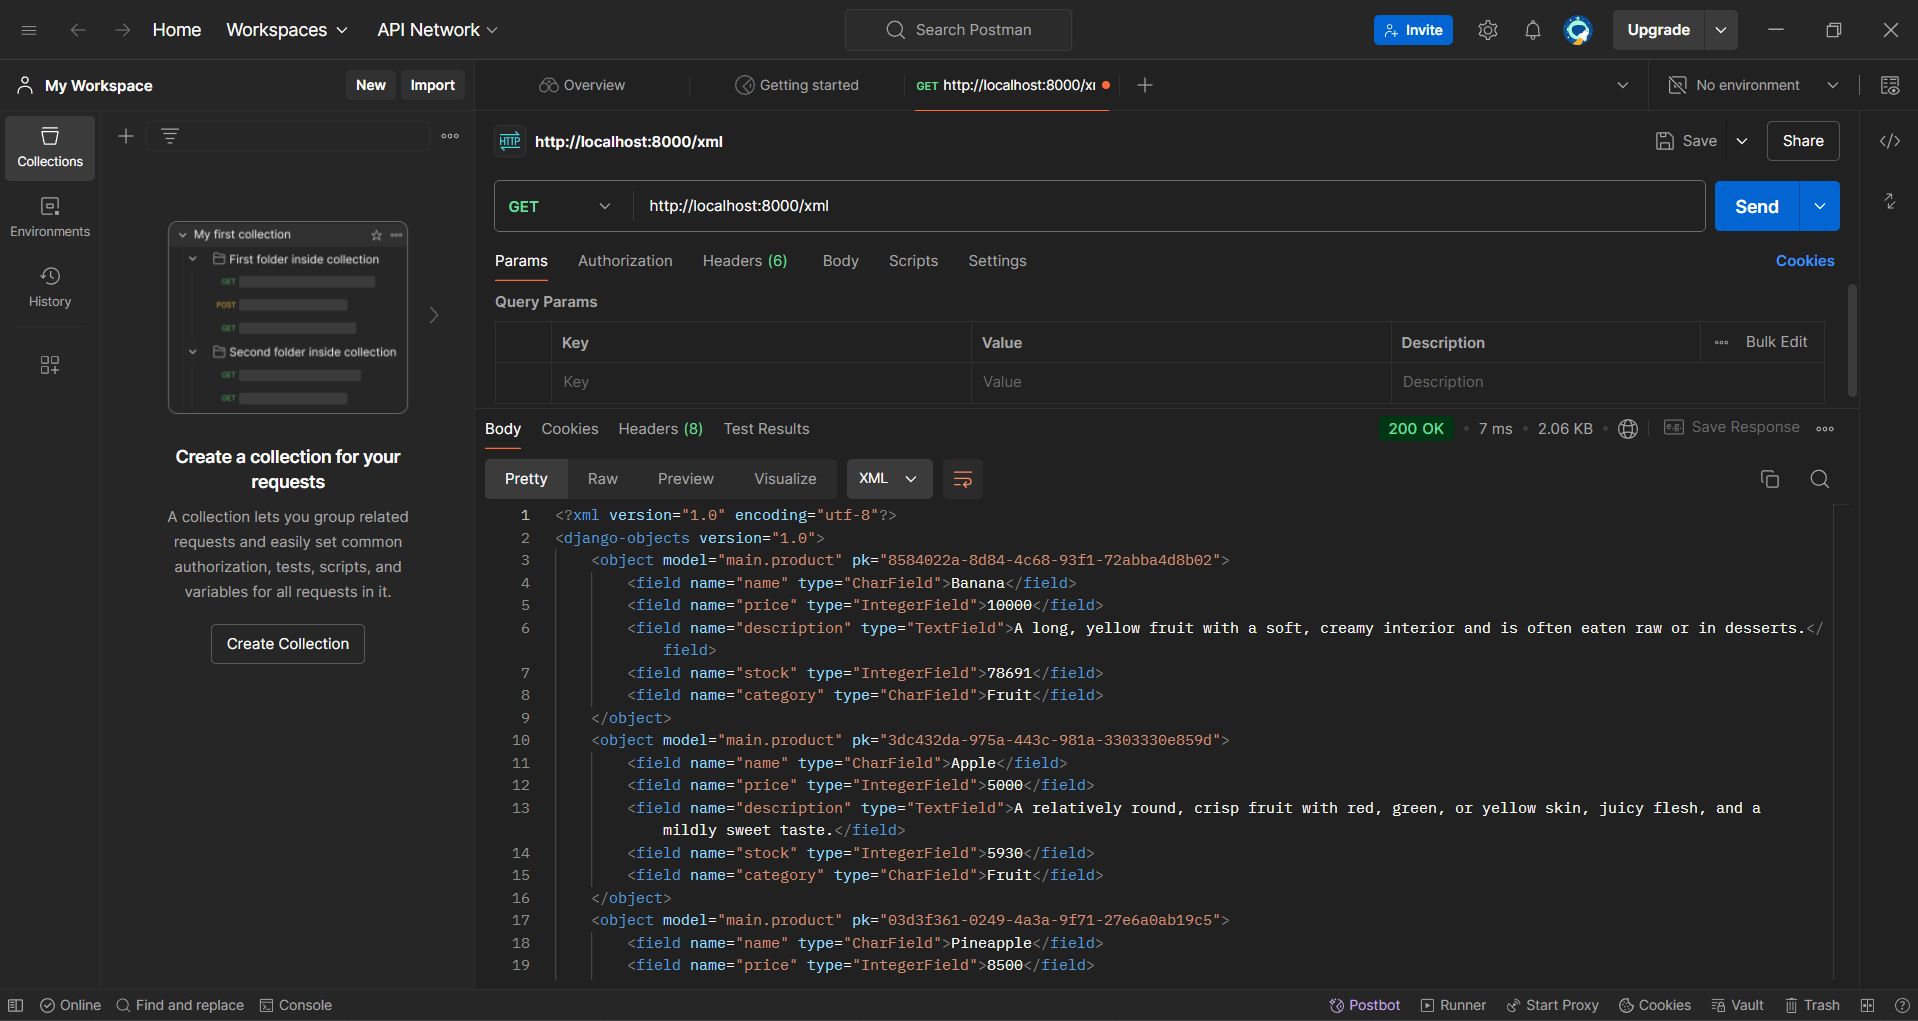 Home
Workspaces
API Network
Search Postman
Invite
Upgrade
My Workspace
New
Import
Overview
Getting started
GET http://localhost:8000/xı
No environment
Collections
Environments
History
My first collection
First folder inside collection
GET
POST
GET
Second folder inside collection
GET
GET
Create a collection for your
requests
A collection lets you group related
requests and easily set common
authorization, tests, scripts, and
variables for all requests in it.
Create Collection
HTTP http://localhost:8000/xml
Save
Share
GET
http://localhost:8000/xml
Send
Params
Authorization
Headers (6)
Body
Scripts
Settings
Cookies
Query Params
Key
Value
Description
Bulk Edit
Key
Value
Description
Body
Cookies
Headers (8)
Test Results
200 OK
7 ms
2.06 KB
e.g. Save Response
Pretty
Raw
Preview
Visualize
XML
1 <?xml version="1.0" encoding="utf-8"?>
2 <django-objects version="1.0">
3 <object model="main.product" pk="8584022a-8d84-4c68-93f1-72abba4d8b02">
4 <field name="name" type="CharField">Banana</field>
5 <field name="price" type="IntegerField">10000</field>
6 <field name="description" type="TextField">A long, yellow fruit with a soft, creamy interior and is often eaten raw or in desserts.</
field>
7 <field name="stock" type="IntegerField">78691</field>
8 <field name="category" type="CharField">Fruit</field>
9 </object>
10 <object model="main.product" pk="3dc432da-975a-443c-981a-3303330e859d">
11 <field name="name" type="CharField">Apple</field>
12 <field name="price" type="IntegerField">5000</field>
13 <field name="description" type="TextField">A relatively round, crisp fruit with red, green, or yellow skin, juicy flesh, and a
mildly sweet taste.</field>
14 <field name="stock" type="IntegerField">5930</field>
15 <field name="category" type="CharField">Fruit</field>
16 </object>
17 <object model="main.product" pk="03d3f361-0249-4a3a-9f71-27e6a0ab19c5">
18 <field name="name" type="CharField">Pineapple</field>
19 <field name="price" type="IntegerField">8500</field>
Online
Find and replace
Console
Postbot
Runner
Start Proxy
Cookies
Vault
Trash